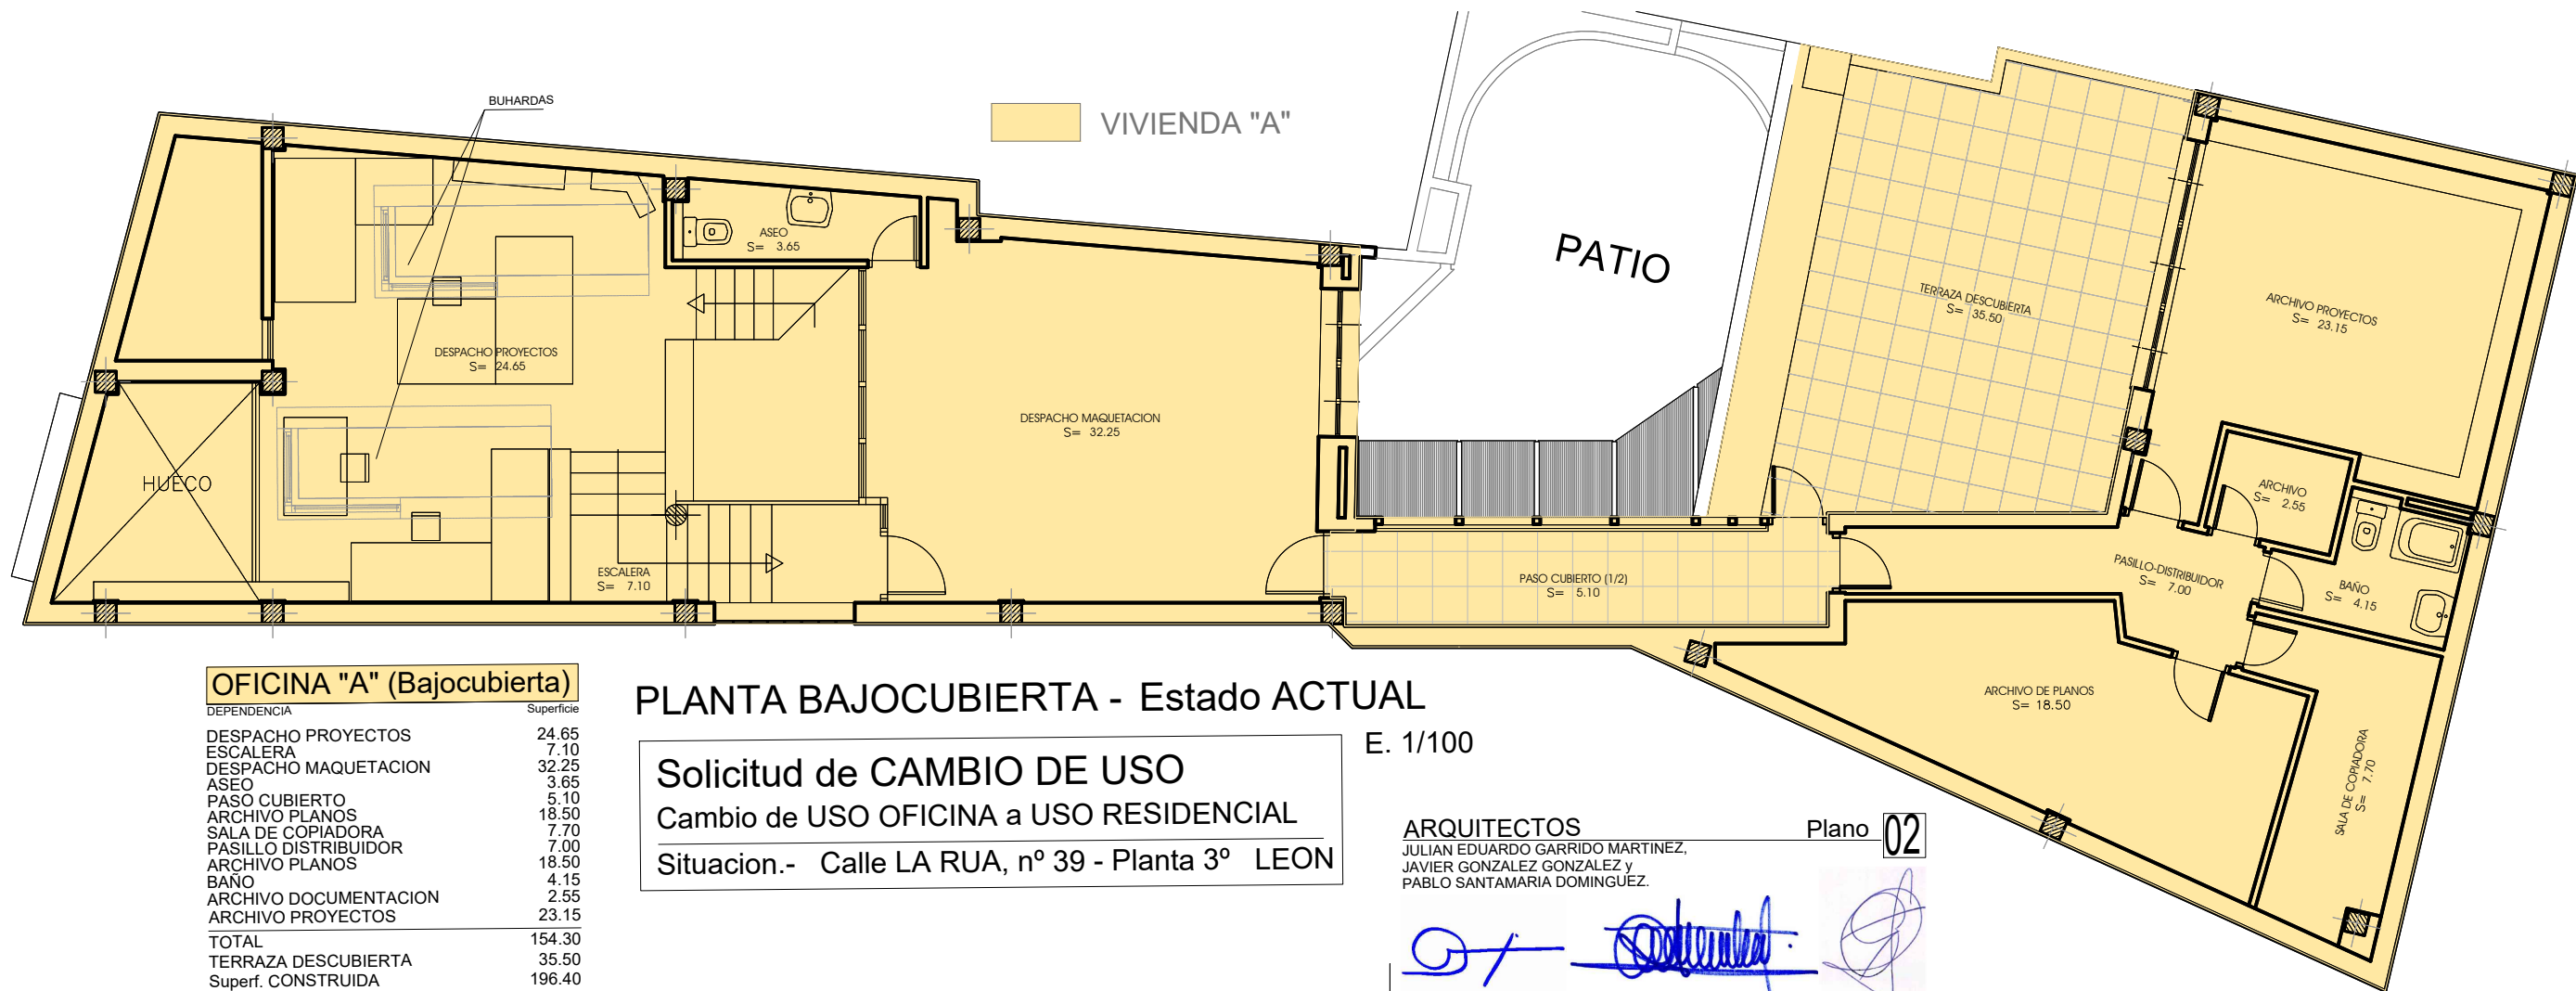 BUHARDAS
VIVIENDA "A"
PATIO
ASEO
S= 3.65
TERRAZA DESCUBIERTA
S= 35.50
ARCHIVO PROYECTOS
S= 23.15
DESPACHO PROYECTOS
S= 24.65
DESPACHO MAQUETACION
S= 32.25
HUECO
ARCHIVO
S= 2.55
ESCALERA
S= 7.10
PASO CUBIERTO (1/2)
S= 5.10
PASILLO-DISTRIBUIDOR
S= 7.00
BAÑO
S= 4.15
ARCHIVO DE PLANOS
S= 18.50
SALA DE COPIADORA
S= 7.70
OFICINA "A" (Bajocubierta)
DEPENDENCIA Superficie
DESPACHO PROYECTOS 24.65
ESCALERA 7.10
DESPACHO MAQUETACION 32.25
ASEO 3.65
PASO CUBIERTO 5.10
ARCHIVO PLANOS 18.50
SALA DE COPIADORA 7.70
PASILLO DISTRIBUIDOR 7.00
ARCHIVO PLANOS 18.50
BAÑO 4.15
ARCHIVO DOCUMENTACION 2.55
ARCHIVO PROYECTOS 23.15
TOTAL 154.30
TERRAZA DESCUBIERTA 35.50
Superf. CONSTRUIDA 196.40
PLANTA BAJOCUBIERTA - Estado ACTUAL
E. 1/100
Solicitud de CAMBIO DE USO
Cambio de USO OFICINA a USO RESIDENCIAL
Situacion.- Calle LA RUA, nº 39 - Planta 3º LEON
ARQUITECTOS Plano 02
JULIAN EDUARDO GARRIDO MARTINEZ,
JAVIER GONZALEZ GONZALEZ y
PABLO SANTAMARIA DOMINGUEZ.